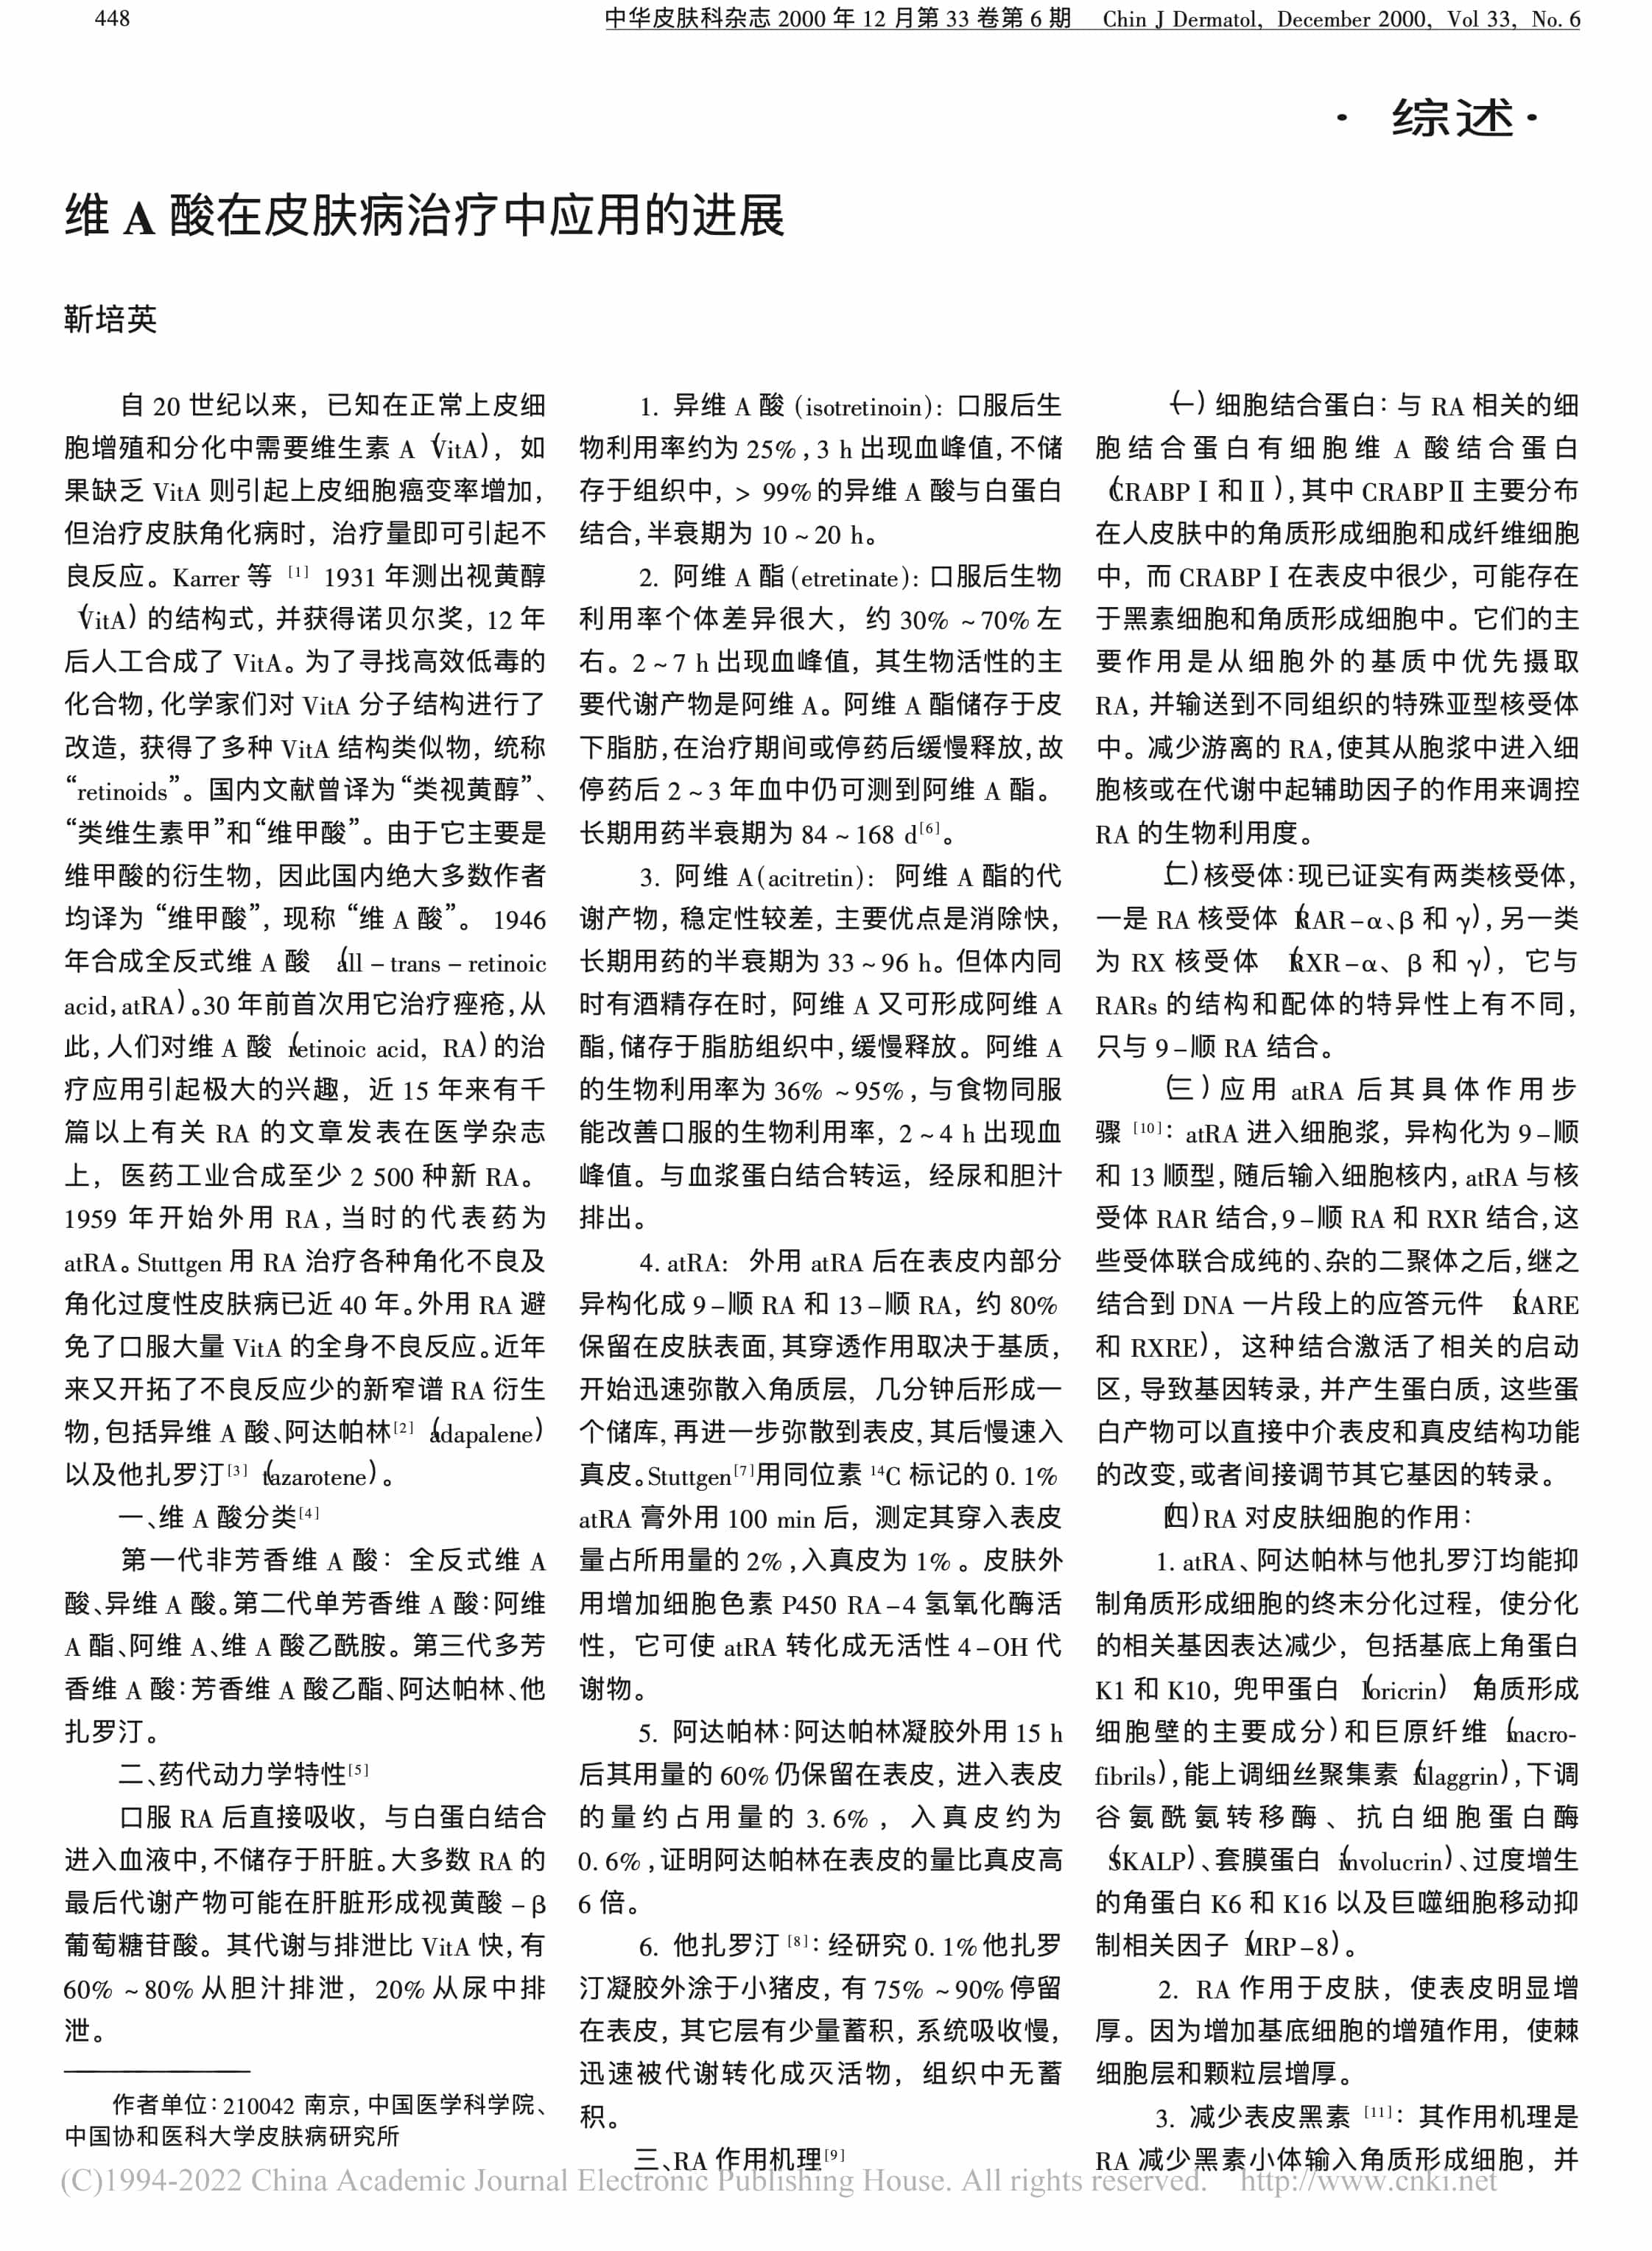 448
中华皮肤科杂志 2000 年 12 月第 33 卷第 6 期 Chin J Dermatol, December 2000, Vol 33, No. 6
· 综述·
维 A 酸在皮肤病治疗中应用的进展
靳培英
自 20 世纪以来，已知在正常上皮细
胞增殖和分化中需要维生素 A (VitA)，如
果缺乏 VitA 则引起上皮细胞癌变率增加，
但治疗皮肤角化病时，治疗量即可引起不
良反应。Karrer 等 [1] 1931 年测出视黄醇
(VitA) 的结构式，并获得诺贝尔奖，12 年
后人工合成了 VitA。为了寻找高效低毒的
化合物，化学家们对 VitA 分子结构进行了
改造，获得了多种 VitA 结构类似物，统称
“retinoids”。国内文献曾译为“类视黄醇”、
“类维生素甲”和“维甲酸”。由于它主要是
维甲酸的衍生物，因此国内绝大多数作者
均译为 “维甲酸”，现称 “维 A 酸”。 1946
年合成全反式维 A 酸 (all – trans – retinoic
acid, atRA)。30 年前首次用它治疗痤疮，从
此，人们对维 A 酸 (retinoic acid, RA) 的治
疗应用引起极大的兴趣，近 15 年来有千
篇以上有关 RA 的文章发表在医学杂志
上，医药工业合成至少 2 500 种新 RA。
1959 年开始外用 RA，当时的代表药为
atRA。Stuttgen 用 RA 治疗各种角化不良及
角化过度性皮肤病已近 40 年。外用 RA 避
免了口服大量 VitA 的全身不良反应。近年
来又开拓了不良反应少的新窄谱 RA 衍生
物，包括异维 A 酸、阿达帕林[2] (adapalene)
以及他扎罗汀[3] (tazarotene)。
一、维 A 酸分类[4]
第一代非芳香维 A 酸：全反式维 A
酸、异维 A 酸。第二代单芳香维 A 酸：阿维
A 酯、阿维 A、维 A 酸乙酰胺。第三代多芳
香维 A 酸：芳香维 A 酸乙酯、阿达帕林、他
扎罗汀。
二、药代动力学特性[5]
口服 RA 后直接吸收，与白蛋白结合
进入血液中，不储存于肝脏。大多数 RA 的
最后代谢产物可能在肝脏形成视黄酸 – β
葡萄糖苷酸。其代谢与排泄比 VitA 快，有
60% ~ 80% 从胆汁排泄，20% 从尿中排
泄。
作者单位：210042 南京，中国医学科学院、
中国协和医科大学皮肤病研究所
1. 异维 A 酸 (isotretinoin)：口服后生
物利用率约为 25%，3 h 出现血峰值，不储
存于组织中，> 99% 的异维 A 酸与白蛋白
结合，半衰期为 10 ~ 20 h。
2. 阿维 A 酯 (etretinate)：口服后生物
利用率个体差异很大，约 30% ~ 70% 左
右。2 ~ 7 h 出现血峰值，其生物活性的主
要代谢产物是阿维 A。阿维 A 酯储存于皮
下脂肪，在治疗期间或停药后缓慢释放，故
停药后 2 ~ 3 年血中仍可测到阿维 A 酯。
长期用药半衰期为 84 ~ 168 d[6]。
3. 阿维 A(acitretin)：阿维 A 酯的代
谢产物，稳定性较差，主要优点是消除快，
长期用药的半衰期为 33 ~ 96 h。但体内同
时有酒精存在时，阿维 A 又可形成阿维 A
酯，储存于脂肪组织中，缓慢释放。阿维 A
的生物利用率为 36% ~ 95%，与食物同服
能改善口服的生物利用率，2 ~ 4 h 出现血
峰值。与血浆蛋白结合转运，经尿和胆汁
排出。
4. atRA：外用 atRA 后在表皮内部分
异构化成 9 – 顺 RA 和 13 – 顺 RA，约 80%
保留在皮肤表面，其穿透作用取决于基质，
开始迅速弥散入角质层，几分钟后形成一
个储库，再进一步弥散到表皮，其后慢速入
真皮。Stuttgen[7]用同位素 14C 标记的 0. 1%
atRA 膏外用 100 min 后，测定其穿入表皮
量占所用量的 2%，入真皮为 1%。皮肤外
用增加细胞色素 P450 RA – 4 氢氧化酶活
性，它可使 atRA 转化成无活性 4 – OH 代
谢物。
5. 阿达帕林：阿达帕林凝胶外用 15 h
后其用量的 60% 仍保留在表皮，进入表皮
的量约占用量的 3. 6%，入真皮约为
0. 6%，证明阿达帕林在表皮的量比真皮高
6 倍。
6. 他扎罗汀 [8]：经研究 0. 1% 他扎罗
汀凝胶外涂于小猪皮，有 75% ~ 90% 停留
在表皮，其它层有少量蓄积，系统吸收慢，
迅速被代谢转化成灭活物，组织中无蓄
积。
三、RA 作用机理[9]
(一) 细胞结合蛋白：与 RA 相关的细
胞结合蛋白有细胞维 A 酸结合蛋白
(CRABPⅠ和Ⅱ)，其中 CRABPⅡ主要分布
在人皮肤中的角质形成细胞和成纤维细胞
中，而 CRABPⅠ在表皮中很少，可能存在
于黑素细胞和角质形成细胞中。它们的主
要作用是从细胞外的基质中优先摄取
RA，并输送到不同组织的特殊亚型核受体
中。减少游离的 RA，使其从胞浆中进入细
胞核或在代谢中起辅助因子的作用来调控
RA 的生物利用度。
(二) 核受体：现已证实有两类核受体，
一是 RA 核受体 (RAR – α、β 和 γ)，另一类
为 RX 核受体 (RXR – α、β 和 γ)，它与
RARs 的结构和配体的特异性上有不同，
只与 9 – 顺 RA 结合。
(三) 应用 atRA 后其具体作用步
骤 [10]：atRA 进入细胞浆，异构化为 9 – 顺
和 13 顺型，随后输入细胞核内，atRA 与核
受体 RAR 结合，9 – 顺 RA 和 RXR 结合，这
些受体联合成纯的、杂的二聚体之后，继之
结合到 DNA 一片段上的应答元件 (RARE
和 RXRE)，这种结合激活了相关的启动
区，导致基因转录，并产生蛋白质，这些蛋
白产物可以直接中介表皮和真皮结构功能
的改变，或者间接调节其它基因的转录。
(四) RA 对皮肤细胞的作用：
1. atRA、阿达帕林与他扎罗汀均能抑
制角质形成细胞的终末分化过程，使分化
的相关基因表达减少，包括基底上角蛋白
K1 和 K10，兜甲蛋白 (loricrin) (角质形成
细胞壁的主要成分) 和巨原纤维 (macro-
fibrils)，能上调细丝聚集素 (filaggrin)，下调
谷氨酰氨转移酶、抗白细胞蛋白酶
(SKALP)、套膜蛋白 (involucrin)、过度增生
的角蛋白 K6 和 K16 以及巨噬细胞移动抑
制相关因子 (MRP – 8)。
2. RA 作用于皮肤，使表皮明显增
厚。因为增加基底细胞的增殖作用，使棘
细胞层和颗粒层增厚。
3. 减少表皮黑素 [11]：其作用机理是
RA 减少黑素小体输入角质形成细胞，并
(C)1994-2022 China Academic Journal Electronic Publishing House. All rights reserved. http://www.cnki.net